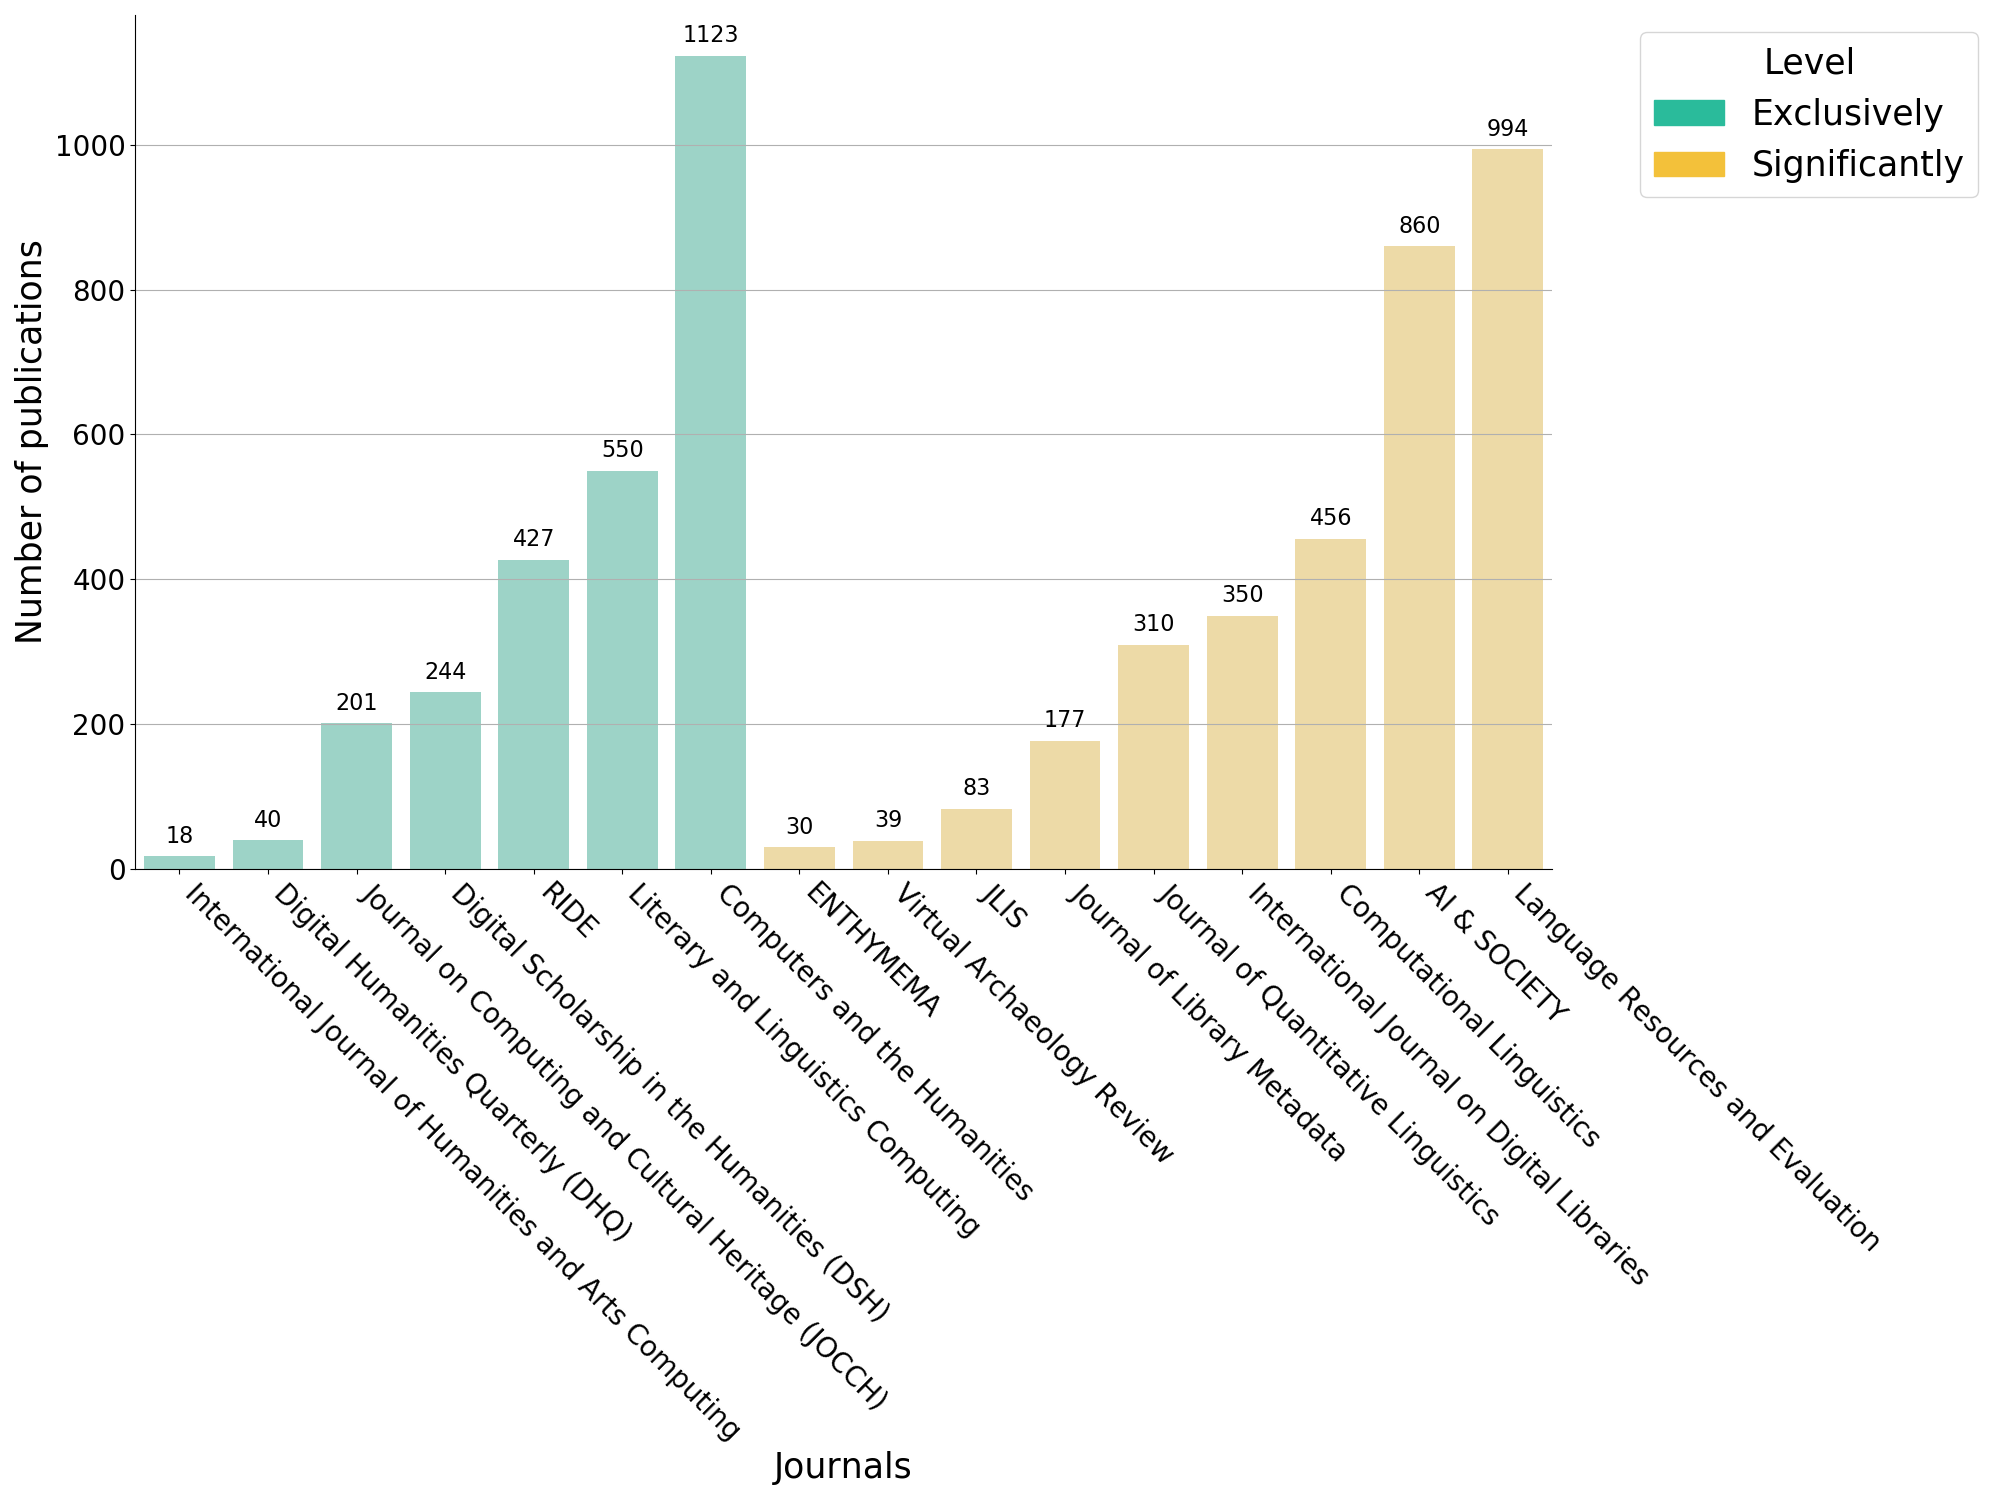 Level
Exclusively
Significantly
Number of publications
1000
800
600
400
200
0
18
40
201
244
427
550
1123
30
39
83
177
310
350
456
860
994
International Journal of Humanities and Arts Computing
Digital Humanities Quarterly (DHQ)
Journal on Computing and Cultural Heritage (JOCCH)
Digital Scholarship in the Humanities (DSH)
RIDE
Literary and Linguistics Computing
Computers and the Humanities
ENTHYMEMA
Virtual Archaeology Review
JLIS
Journal of Library Metadata
Journal of Quantitative Linguistics
International Journal on Digital Libraries
Computational Linguistics
AI & SOCIETY
Language Resources and Evaluation
Journals